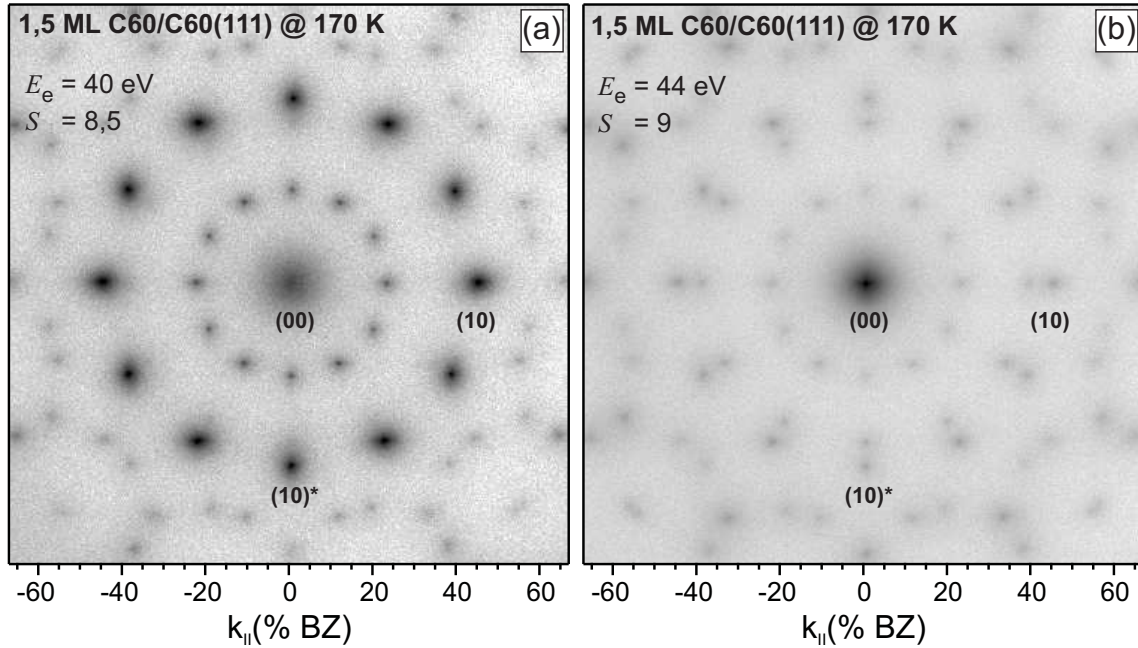 1,5 ML C60/C60(111) @ 170 K
(a)
E_e = 40 eV
S = 8,5
(00)
(10)
(10)*
-60 -40 -20 0 20 40 60
k_||(% BZ)
1,5 ML C60/C60(111) @ 170 K
(b)
E_e = 44 eV
S = 9
(00)
(10)
(10)*
-60 -40 -20 0 20 40 60
k_||(% BZ)